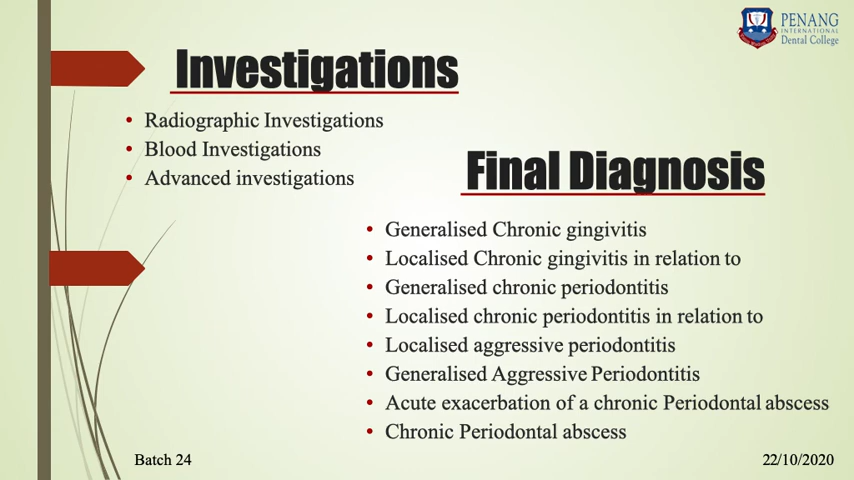 PENANG
INTERNATIONAL
Dental College
Investigations
• Radiographic Investigations
• Blood Investigations
• Advanced investigations
Final Diagnosis
• Generalised Chronic gingivitis
• Localised Chronic gingivitis in relation to
• Generalised chronic periodontitis
• Localised chronic periodontitis in relation to
• Localised aggressive periodontitis
• Generalised Aggressive Periodontitis
• Acute exacerbation of a chronic Periodontal abscess
• Chronic Periodontal abscess
Batch 24
22/10/2020